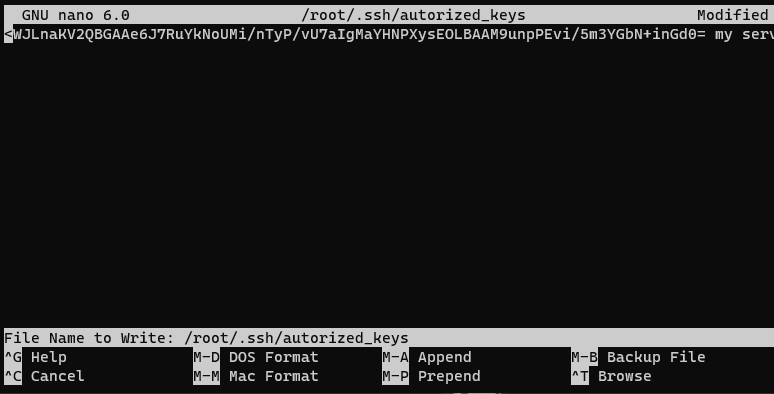 GNU nano 6.0 /root/.ssh/autorized_keys Modified
<WJLnaKV2QBGAAe6J7RuYkNoUMi/nTyP/vU7aIgMaYHNPXysEOLBAAM9unpPEvi/5m3YGbN+inGd0= my serv
File Name to Write: /root/.ssh/autorized_keys
^G Help M-D DOS Format M-A Append M-B Backup File
^C Cancel M-M Mac Format M-P Prepend ^T Browse